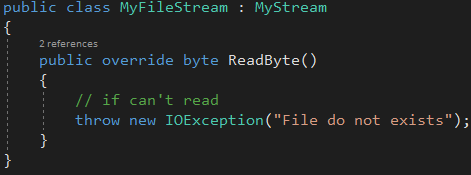 public class MyFileStream : MyStream
{
2 references
public override byte ReadByte()
{
// if can't read
throw new IOException("File do not exists");
}
}